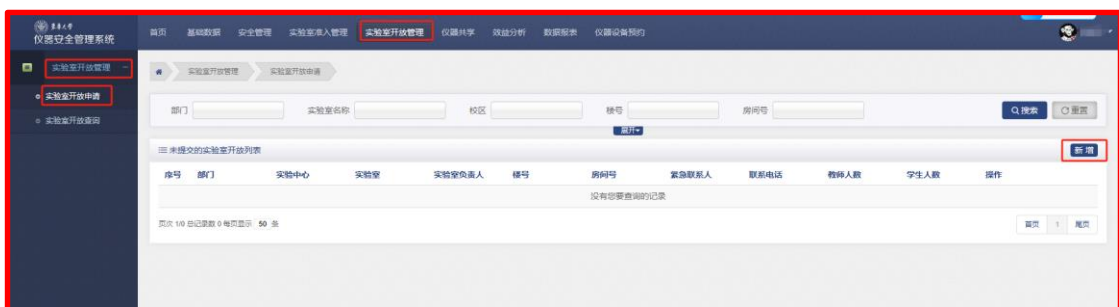 仪器安全管理系统
首页 基础数据 安全管理 实验室准入管理 实验室开放管理 仪器共享 效益分析 数据报表 仪器设备预约
实验室开放管理
实验室开放申请
实验室开放查询
实验室开放管理 实验室开放申请
部门 实验室名称 校区 楼号 房间号 搜索 重置
展开
未提交的实验室开放列表 新增
序号 部门 实验中心 实验室 实验室负责人 楼号 房间号 紧急联系人 联系电话 教师人数 学生人数 操作
没有您要查询的记录
页次 1/0 总记录数 0 每页显示 50 条 首页 1 尾页